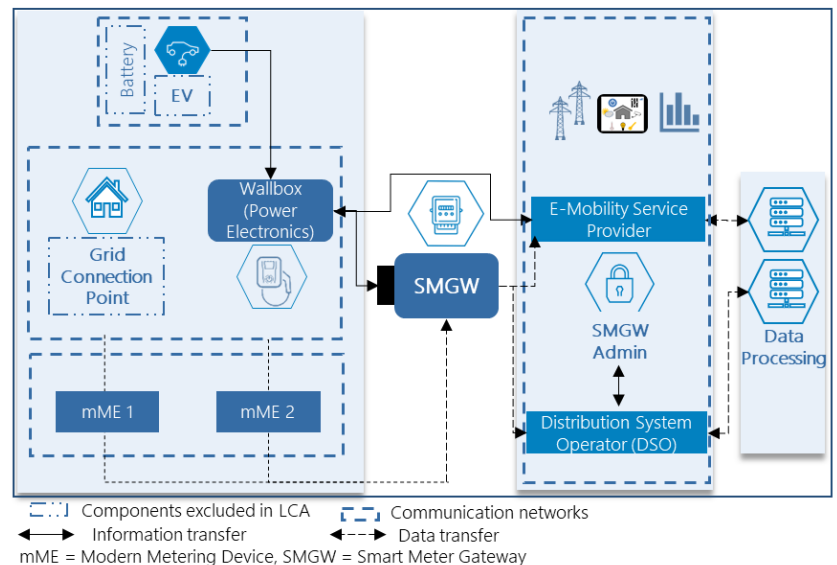 Battery
EV
Wallbox
(Power
Electronics)
Grid
Connection
Point
SMGW
E-Mobility Service
Provider
SMGW
Admin
Distribution System
Operator (DSO)
Data
Processing
mME 1
mME 2
Components excluded in LCA
Communication networks
Information transfer
Data transfer
mME = Modern Metering Device, SMGW = Smart Meter Gateway